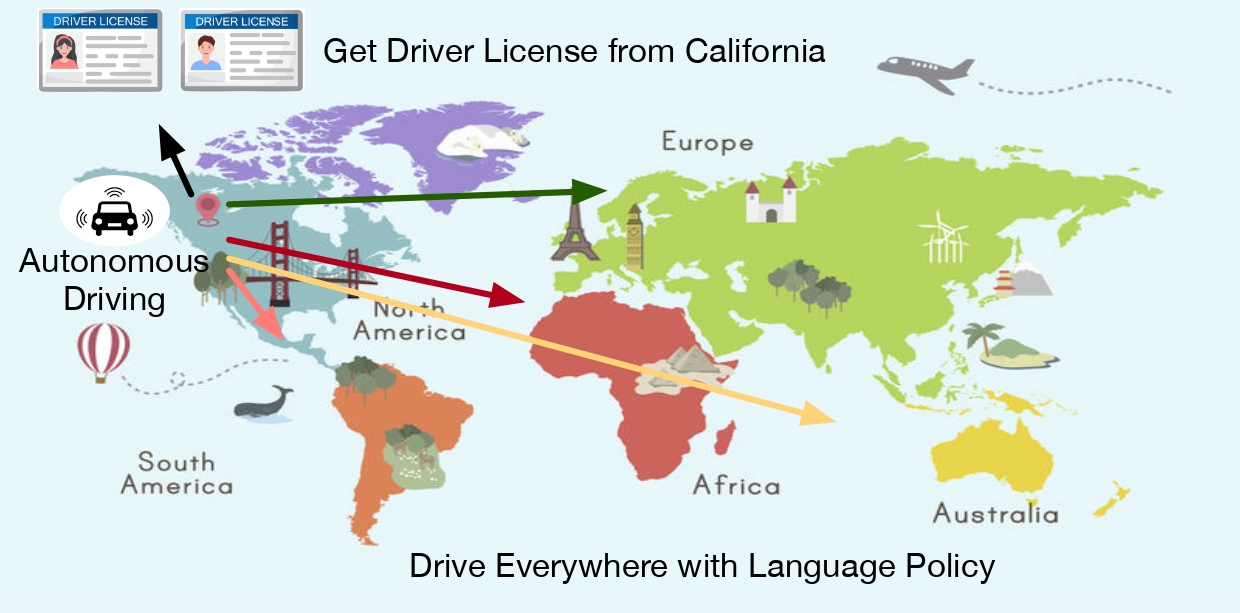 DRIVER LICENSE
DRIVER LICENSE
Get Driver License from California
Europe
Autonomous
Driving
North
America
South
America
Africa
Australia
Drive Everywhere with Language Policy